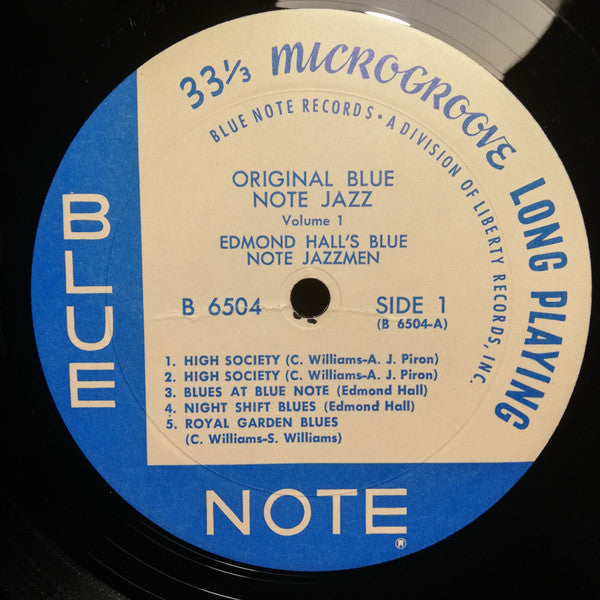 33⅓ MICROGROOVE LONG PLAYING
BLUE NOTE RECORDS • A DIVISION OF LIBERTY RECORDS, INC.
ORIGINAL BLUE
NOTE JAZZ
Volume 1
EDMOND HALL'S BLUE
NOTE JAZZMEN
B 6504 SIDE 1
(B 6504-A)
1. HIGH SOCIETY (C. Williams-A. J. Piron)
2. HIGH SOCIETY (C. Williams-A. J. Piron)
3. BLUES AT BLUE NOTE (Edmond Hall)
4. NIGHT SHIFT BLUES (Edmond Hall)
5. ROYAL GARDEN BLUES
(C. Williams-S. Williams)
BLUE
NOTE®